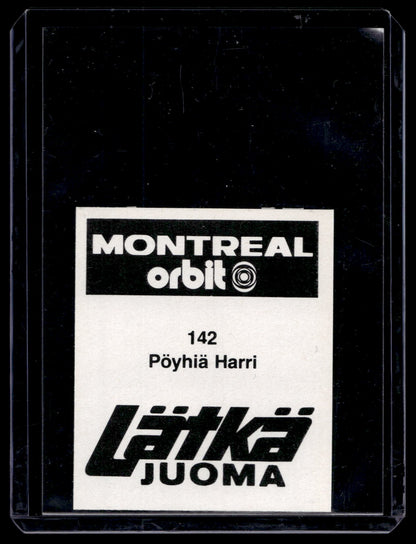 MONTREAL
orbit
142
Pöyhiä Harri
Lätkä
JUOMA